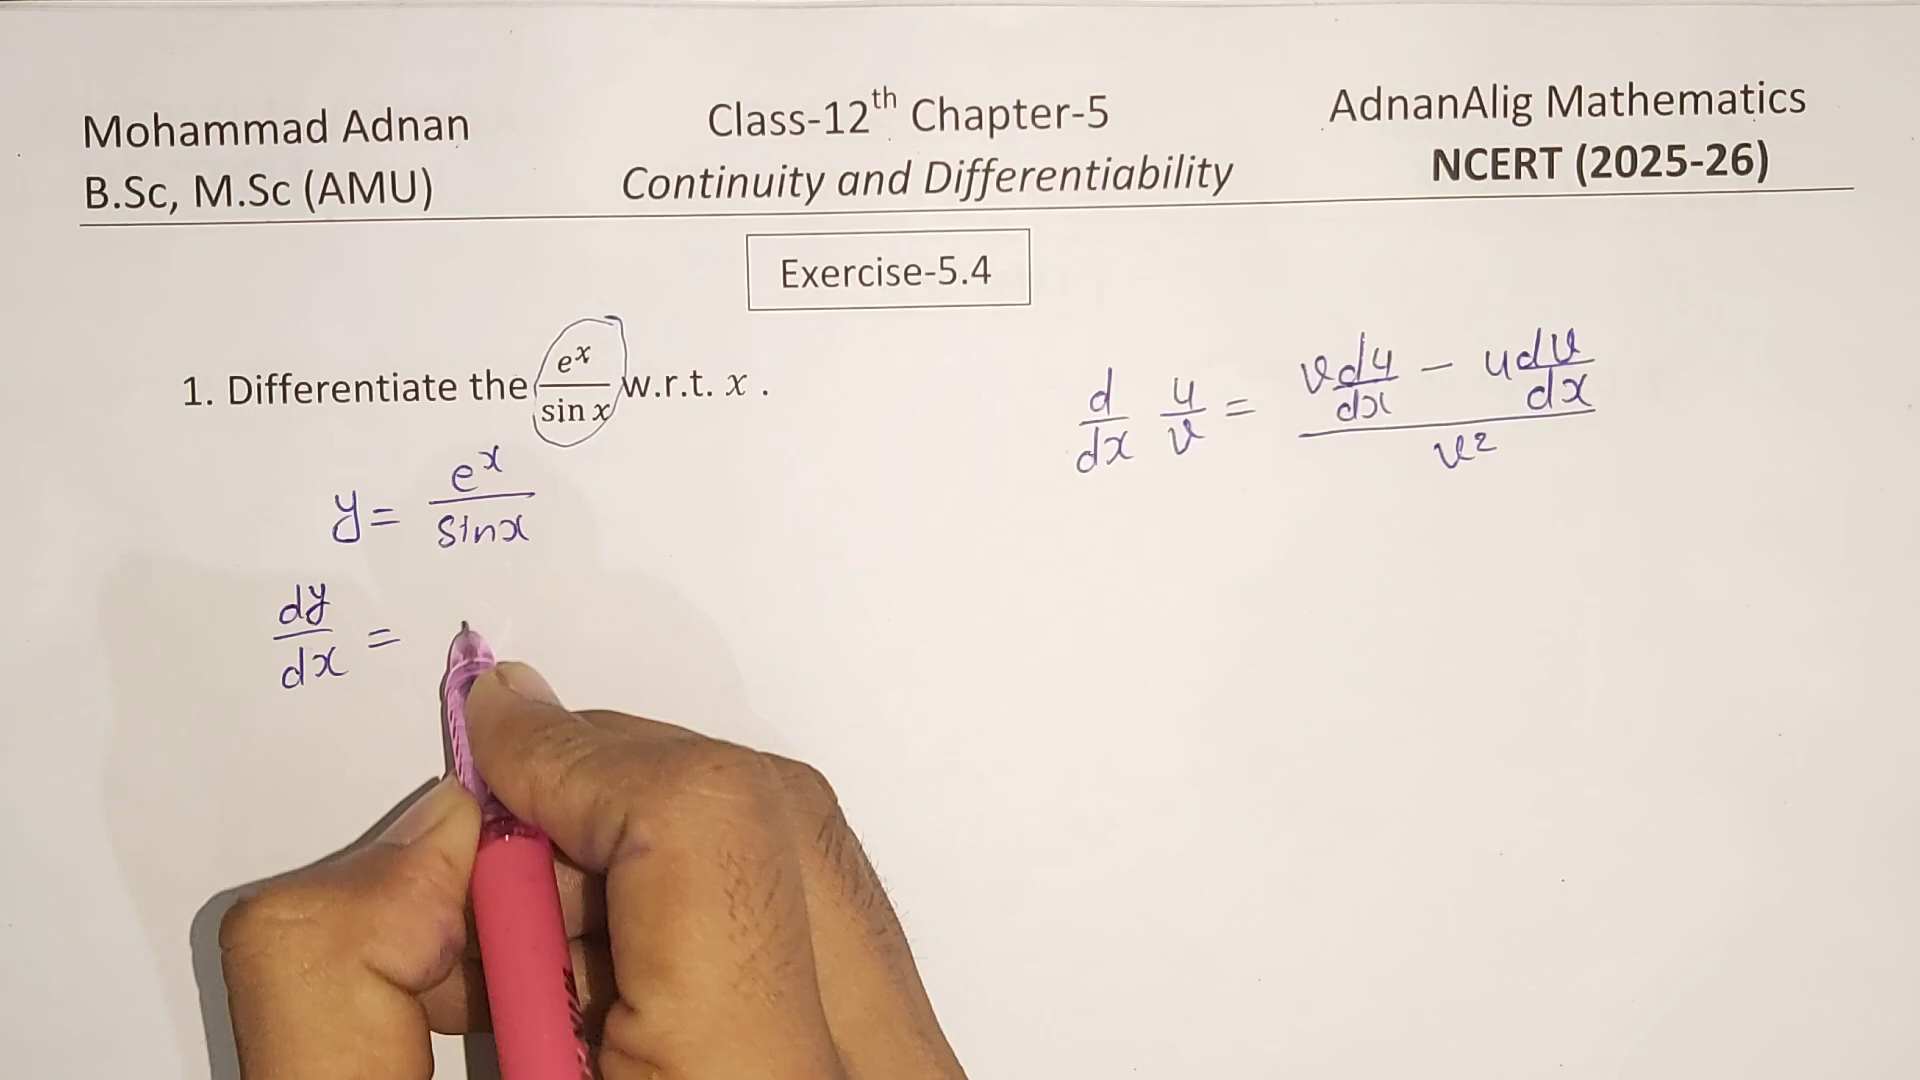 Mohammad Adnan
B.Sc, M.Sc (AMU)
Class-12th Chapter-5
Continuity and Differentiability
AdnanAlig Mathematics
NCERT (2025-26)
Exercise-5.4
1. Differentiate the e^x/sin x w.r.t. x .
y = e^x/sinx
dy/dx =
d/dx u/v = (v du/dx - u dv/dx)/v²